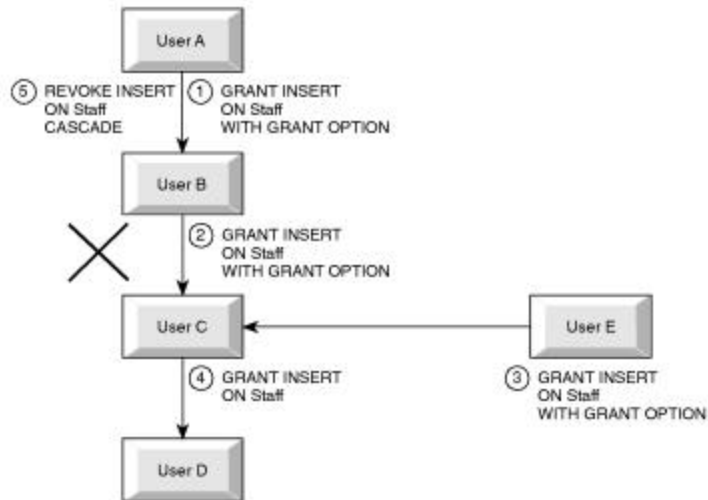 User A
5 REVOKE INSERT
ON Staff
CASCADE
1 GRANT INSERT
ON Staff
WITH GRANT OPTION
User B
2 GRANT INSERT
ON Staff
WITH GRANT OPTION
User C
User E
4 GRANT INSERT
ON Staff
3 GRANT INSERT
ON Staff
WITH GRANT OPTION
User D